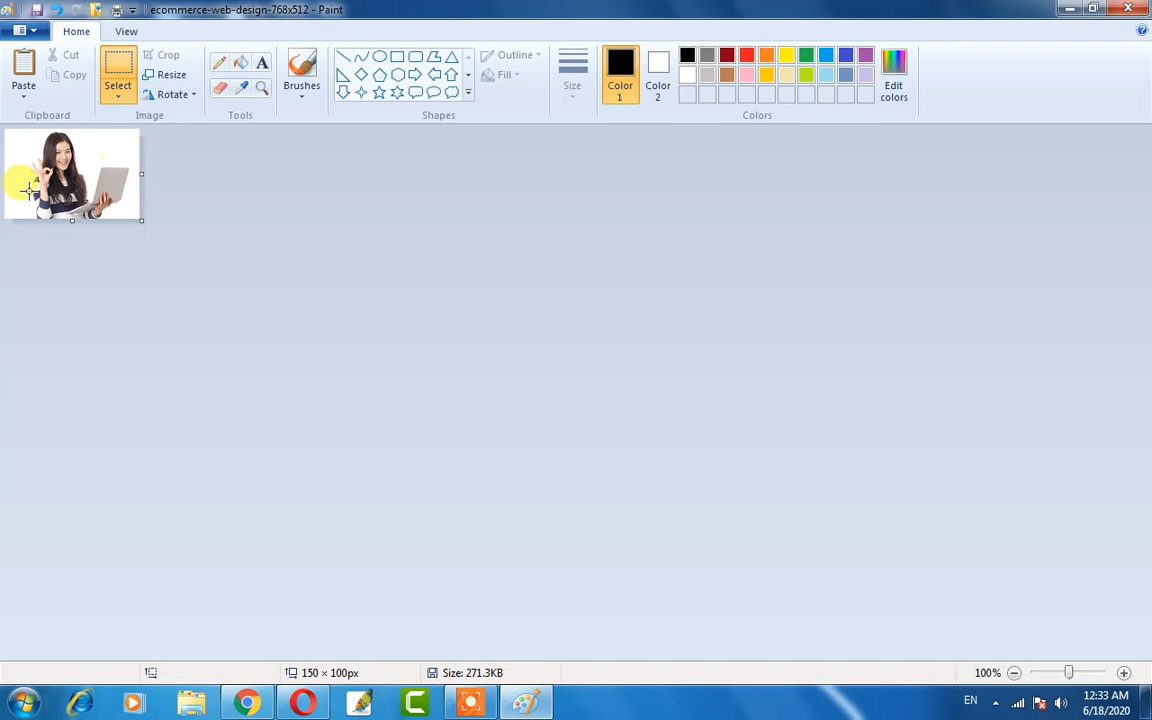 ecommerce-web-design-768x512 - Paint
Home View
Paste
Cut
Copy
Clipboard
Select
Crop
Resize
Rotate
Image
A
Tools
Brushes
Outline
Fill
Shapes
Size
Color
1
Color
2
Edit
colors
Colors
150 × 100px Size: 271.3KB 100%
EN 12:33 AM
6/18/2020